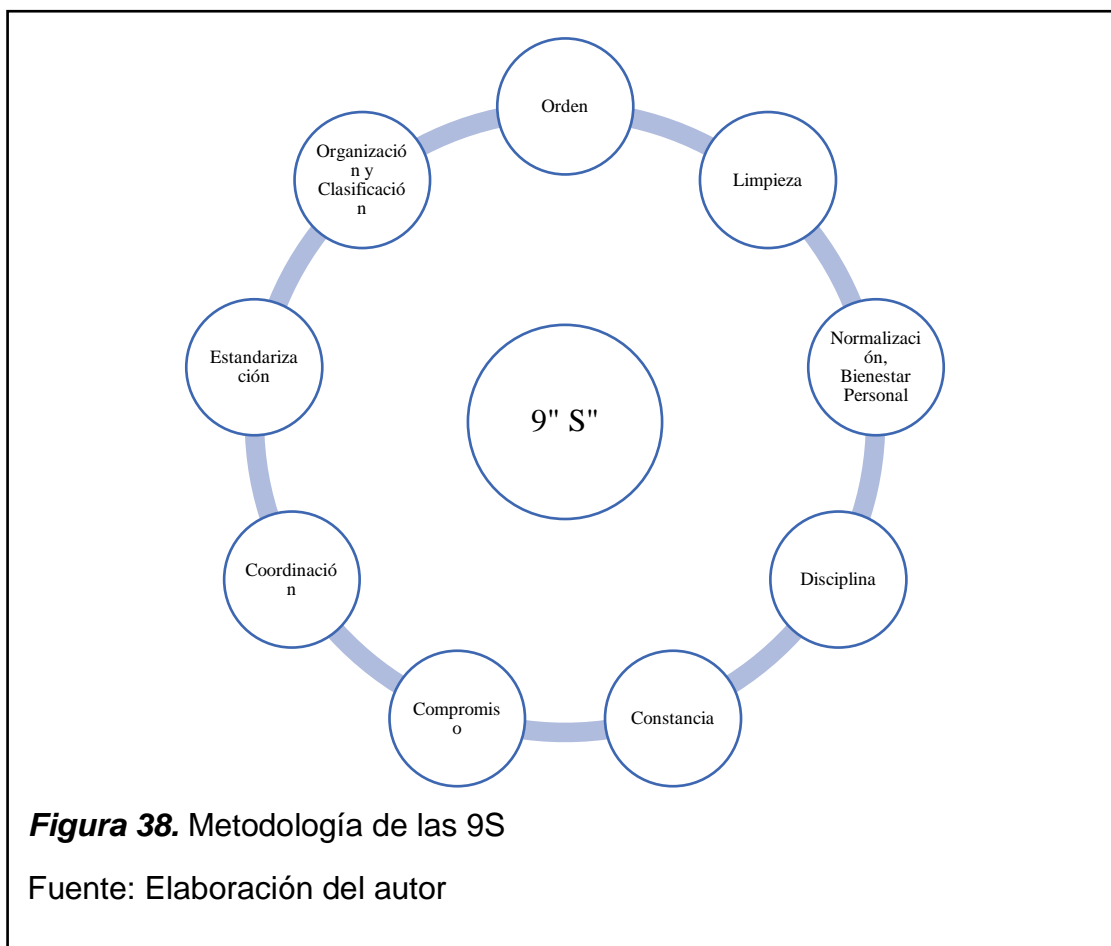 Orden
Limpieza
Normalizaci
ón,
Bienestar
Personal
Disciplina
Constancia
Compromis
o
Coordinació
n
Estandariza
ción
Organizació
n y
Clasificació
n
9" S"
Figura 38. Metodología de las 9S
Fuente: Elaboración del autor